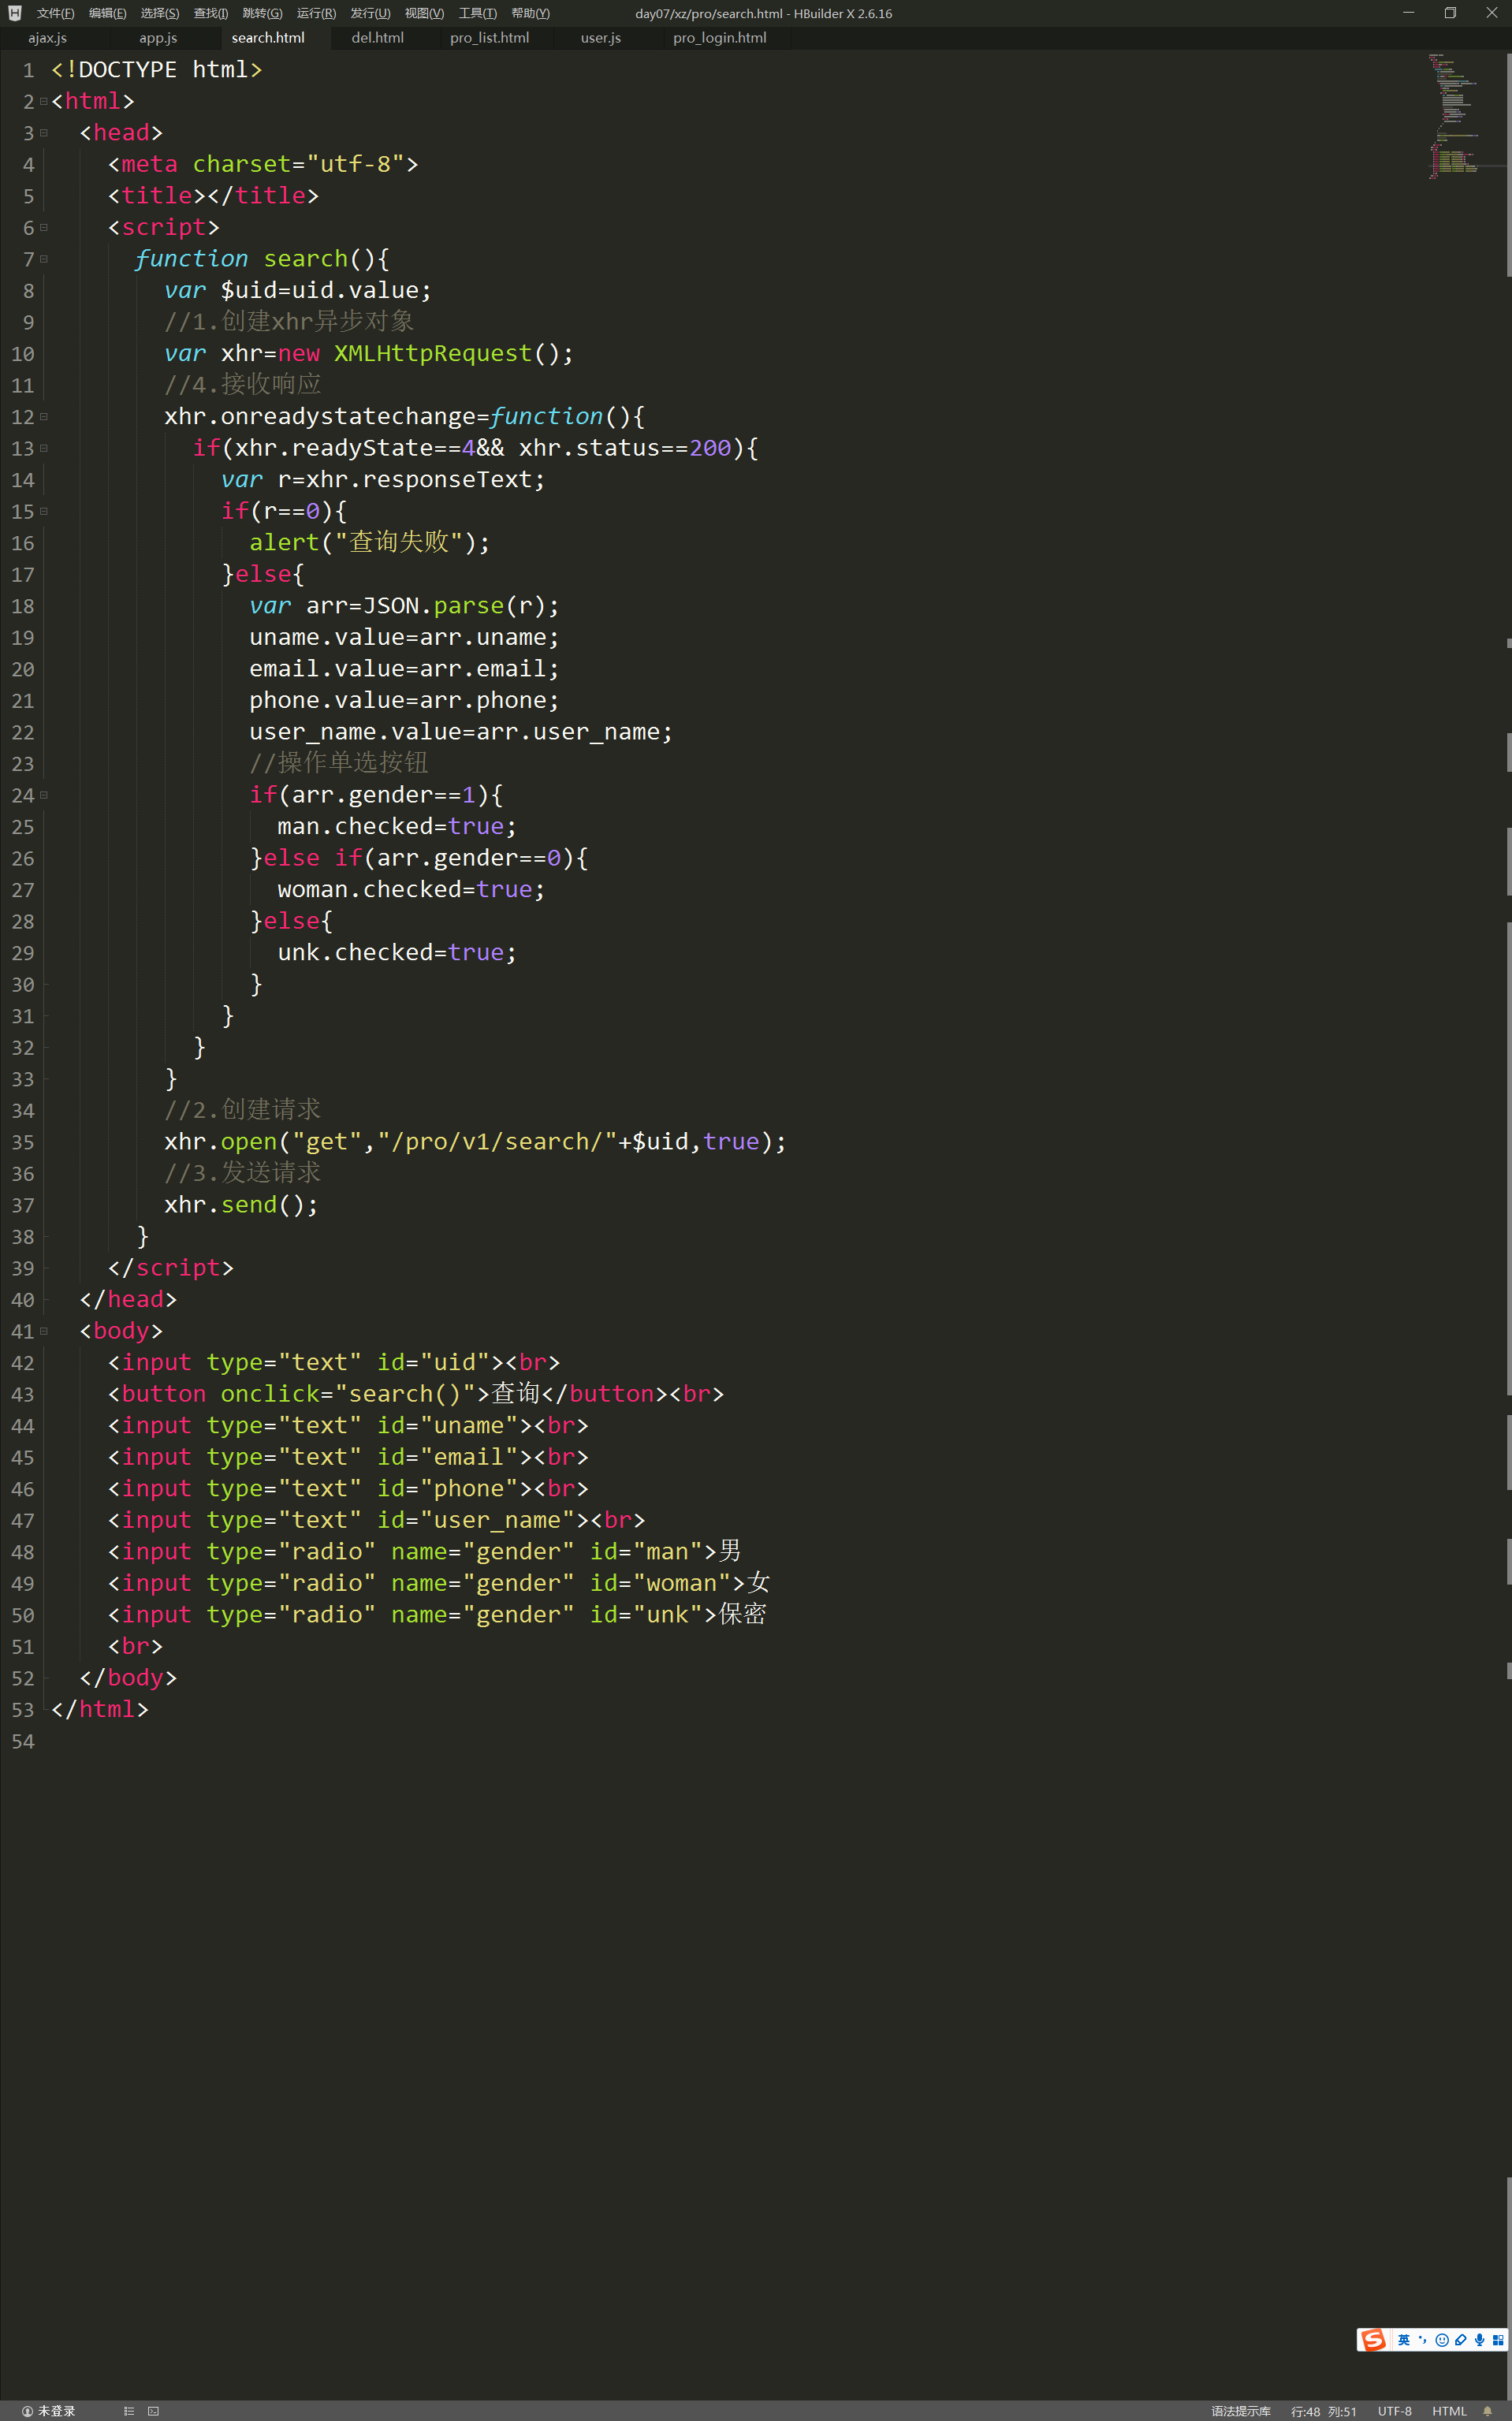 文件(F) 编辑(E) 选择(S) 查找(I) 跳转(G) 运行(R) 发行(U) 视图(V) 工具(T) 帮助(Y) day07/xz/pro/search.html - HBuilder X 2.6.16
ajax.js app.js search.html del.html pro_list.html user.js pro_login.html
1 <!DOCTYPE html>
2 <html>
3 <head>
4 <meta charset="utf-8">
5 <title></title>
6 <script>
7 function search(){
8 var $uid=uid.value;
9 //1.创建xhr异步对象
10 var xhr=new XMLHttpRequest();
11 //4.接收响应
12 xhr.onreadystatechange=function(){
13 if(xhr.readyState==4&& xhr.status==200){
14 var r=xhr.responseText;
15 if(r==0){
16 alert("查询失败");
17 }else{
18 var arr=JSON.parse(r);
19 uname.value=arr.uname;
20 email.value=arr.email;
21 phone.value=arr.phone;
22 user_name.value=arr.user_name;
23 //操作单选按钮
24 if(arr.gender==1){
25 man.checked=true;
26 }else if(arr.gender==0){
27 woman.checked=true;
28 }else{
29 unk.checked=true;
30 }
31 }
32 }
33 }
34 //2.创建请求
35 xhr.open("get","/pro/v1/search/"+$uid,true);
36 //3.发送请求
37 xhr.send();
38 }
39 </script>
40 </head>
41 <body>
42 <input type="text" id="uid"><br>
43 <button onclick="search()">查询</button><br>
44 <input type="text" id="uname"><br>
45 <input type="text" id="email"><br>
46 <input type="text" id="phone"><br>
47 <input type="text" id="user_name"><br>
48 <input type="radio" name="gender" id="man">男
49 <input type="radio" name="gender" id="woman">女
50 <input type="radio" name="gender" id="unk">保密
51 <br>
52 </body>
53 </html>
54
英
未登录 语法提示库 行:48 列:51 UTF-8 HTML